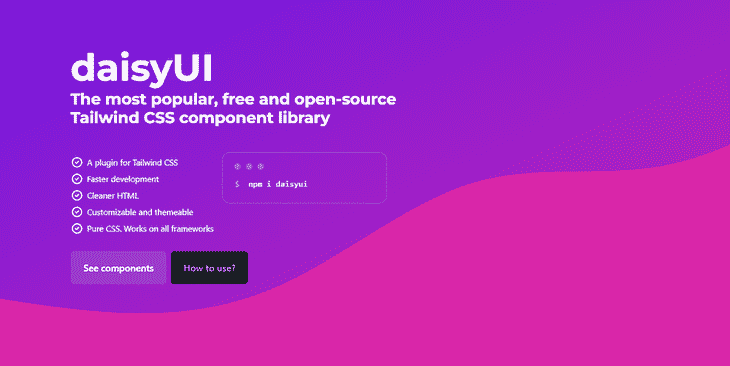 daisyUI
The most popular, free and open-source
Tailwind CSS component library
A plugin for Tailwind CSS
Faster development
Cleaner HTML
Customizable and themeable
Pure CSS. Works on all frameworks
$ npm i daisyui
See components
How to use?